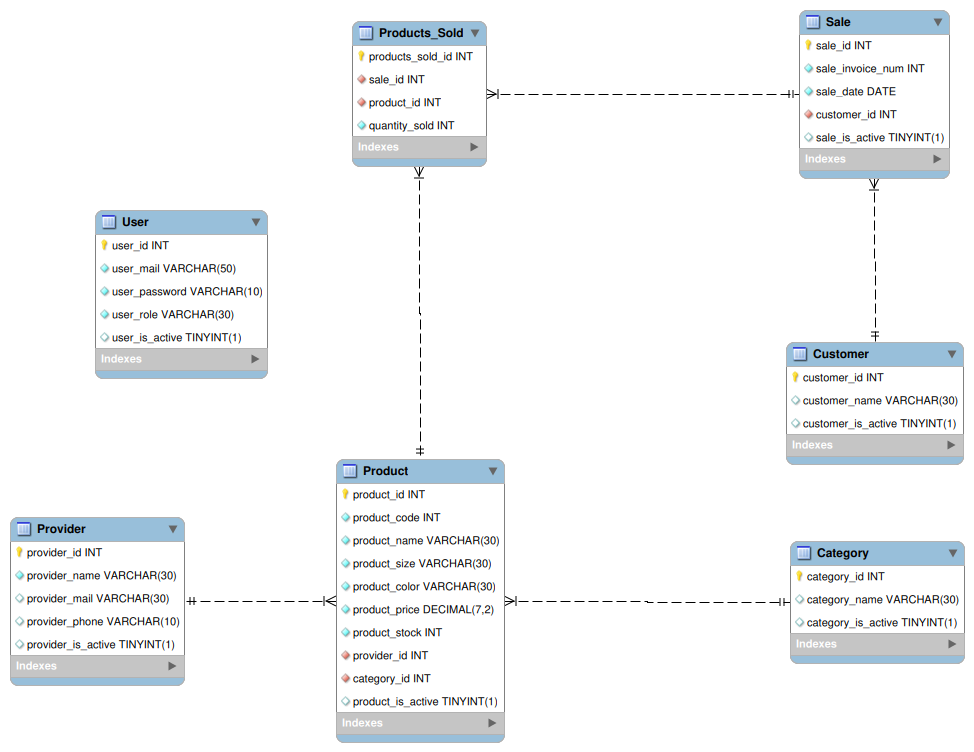 Products_Sold
products_sold_id INT
sale_id INT
product_id INT
quantity_sold INT
Indexes
Sale
sale_id INT
sale_invoice_num INT
sale_date DATE
customer_id INT
sale_is_active TINYINT(1)
Indexes
User
user_id INT
user_mail VARCHAR(50)
user_password VARCHAR(10)
user_role VARCHAR(30)
user_is_active TINYINT(1)
Indexes
Customer
customer_id INT
customer_name VARCHAR(30)
customer_is_active TINYINT(1)
Indexes
Product
product_id INT
product_code INT
product_name VARCHAR(30)
product_size VARCHAR(30)
product_color VARCHAR(30)
product_price DECIMAL(7,2)
product_stock INT
provider_id INT
category_id INT
product_is_active TINYINT(1)
Indexes
Provider
provider_id INT
provider_name VARCHAR(30)
provider_mail VARCHAR(30)
provider_phone VARCHAR(10)
provider_is_active TINYINT(1)
Indexes
Category
category_id INT
category_name VARCHAR(30)
category_is_active TINYINT(1)
Indexes